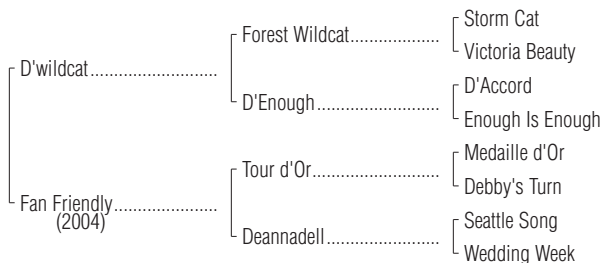 Storm Cat
Forest Wildcat....................
Victoria Beauty
D'wildcat............................
D'Accord
D'Enough...........................
Enough Is Enough
Medaille d'Or
Tour d'Or............................
Debby's Turn
Fan Friendly.......................
(2004)
Seattle Song
Deannadell.........................
Wedding Week